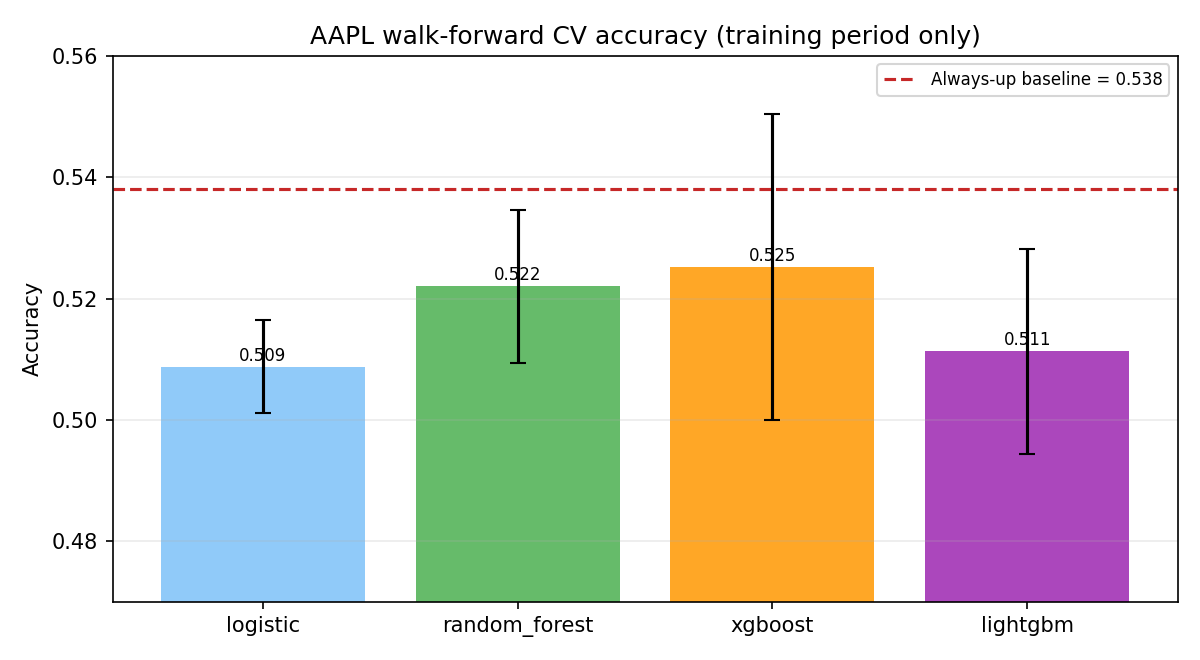 AAPL walk-forward CV accuracy (training period only)
Always-up baseline = 0.538
Accuracy
0.56
0.54
0.52
0.50
0.48
0.509
0.522
0.525
0.511
logistic
random_forest
xgboost
lightgbm